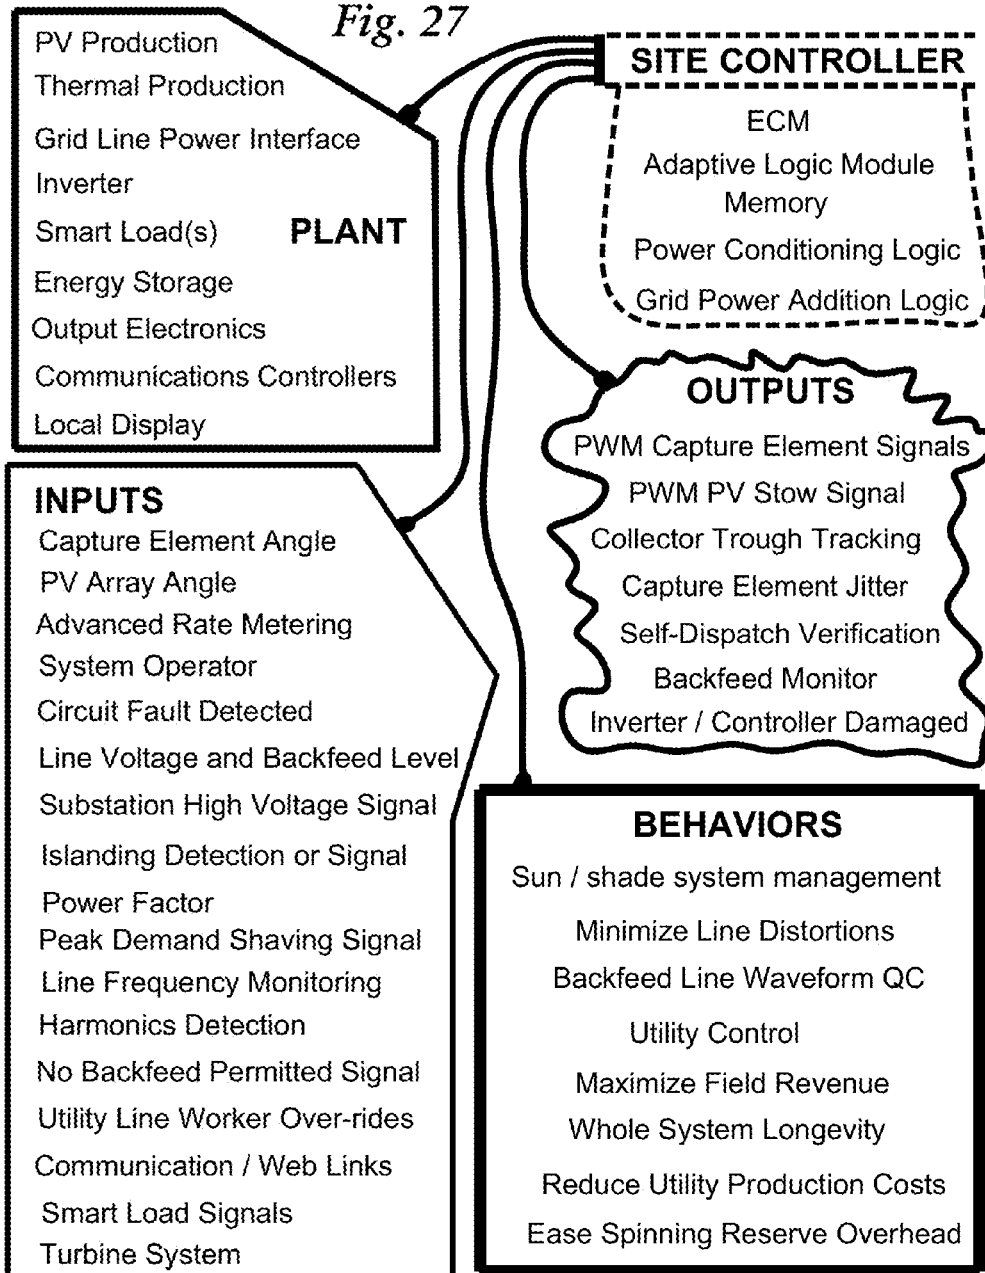 Fig. 27
PV Production
Thermal Production
Grid Line Power Interface
Inverter
Smart Load(s)
PLANT
Energy Storage
Output Electronics
Communications Controllers
Local Display
SITE CONTROLLER
ECM
Adaptive Logic Module
Memory
Power Conditioning Logic
Grid Power Addition Logic
OUTPUTS
PWM Capture Element Signals
PWM PV Stow Signal
Collector Trough Tracking
Capture Element Jitter
Self-Dispatch Verification
Backfeed Monitor
Inverter / Controller Damaged
INPUTS
Capture Element Angle
PV Array Angle
Advanced Rate Metering
System Operator
Circuit Fault Detected
Line Voltage and Backfeed Level
Substation High Voltage Signal
Islanding Detection or Signal
Power Factor
Peak Demand Shaving Signal
Line Frequency Monitoring
Harmonics Detection
No Backfeed Permitted Signal
Utility Line Worker Over-rides
Communication / Web Links
Smart Load Signals
Turbine System
BEHAVIORS
Sun / shade system management
Minimize Line Distortions
Backfeed Line Waveform QC
Utility Control
Maximize Field Revenue
Whole System Longevity
Reduce Utility Production Costs
Ease Spinning Reserve Overhead